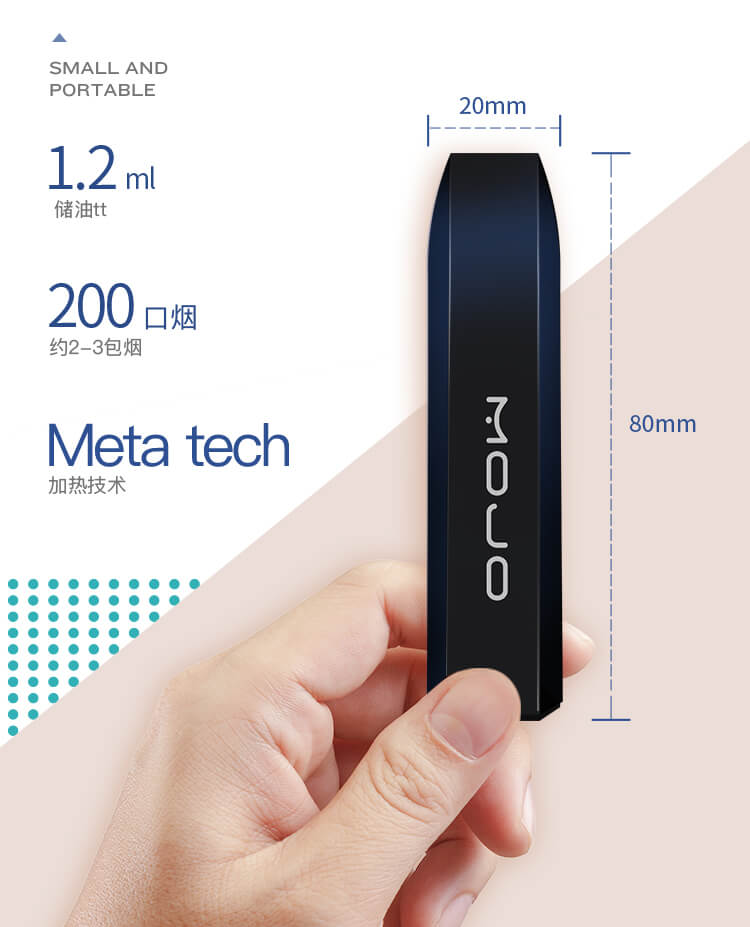 SMALL AND
PORTABLE
1.2 ml
储油tt
200 口烟
约2-3包烟
Meta tech
加热技术
20mm
80mm
MOJO